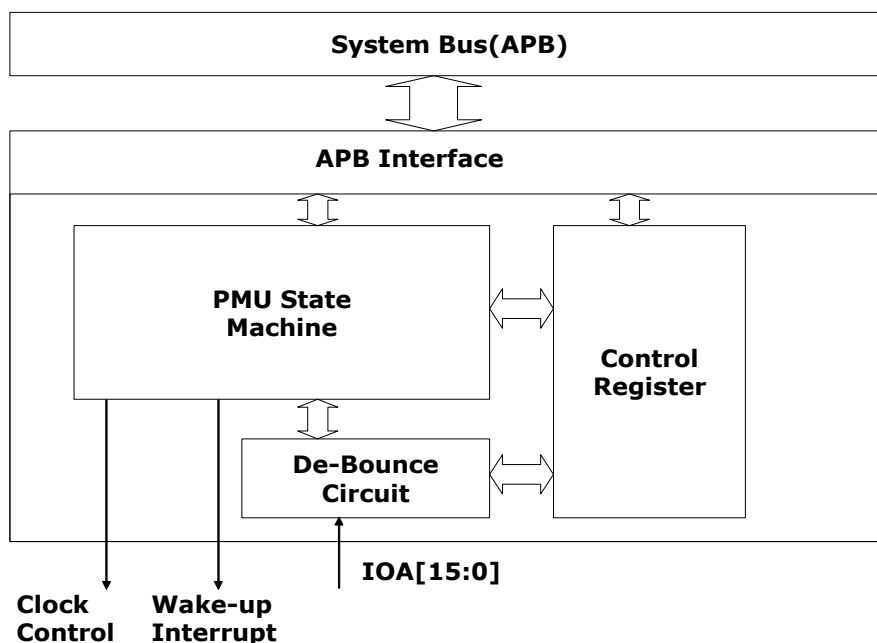 System Bus(APB)
APB Interface
PMU State
Machine
Control
Register
De-Bounce
Circuit
IOA[15:0]
Clock
Control
Wake-up
Interrupt